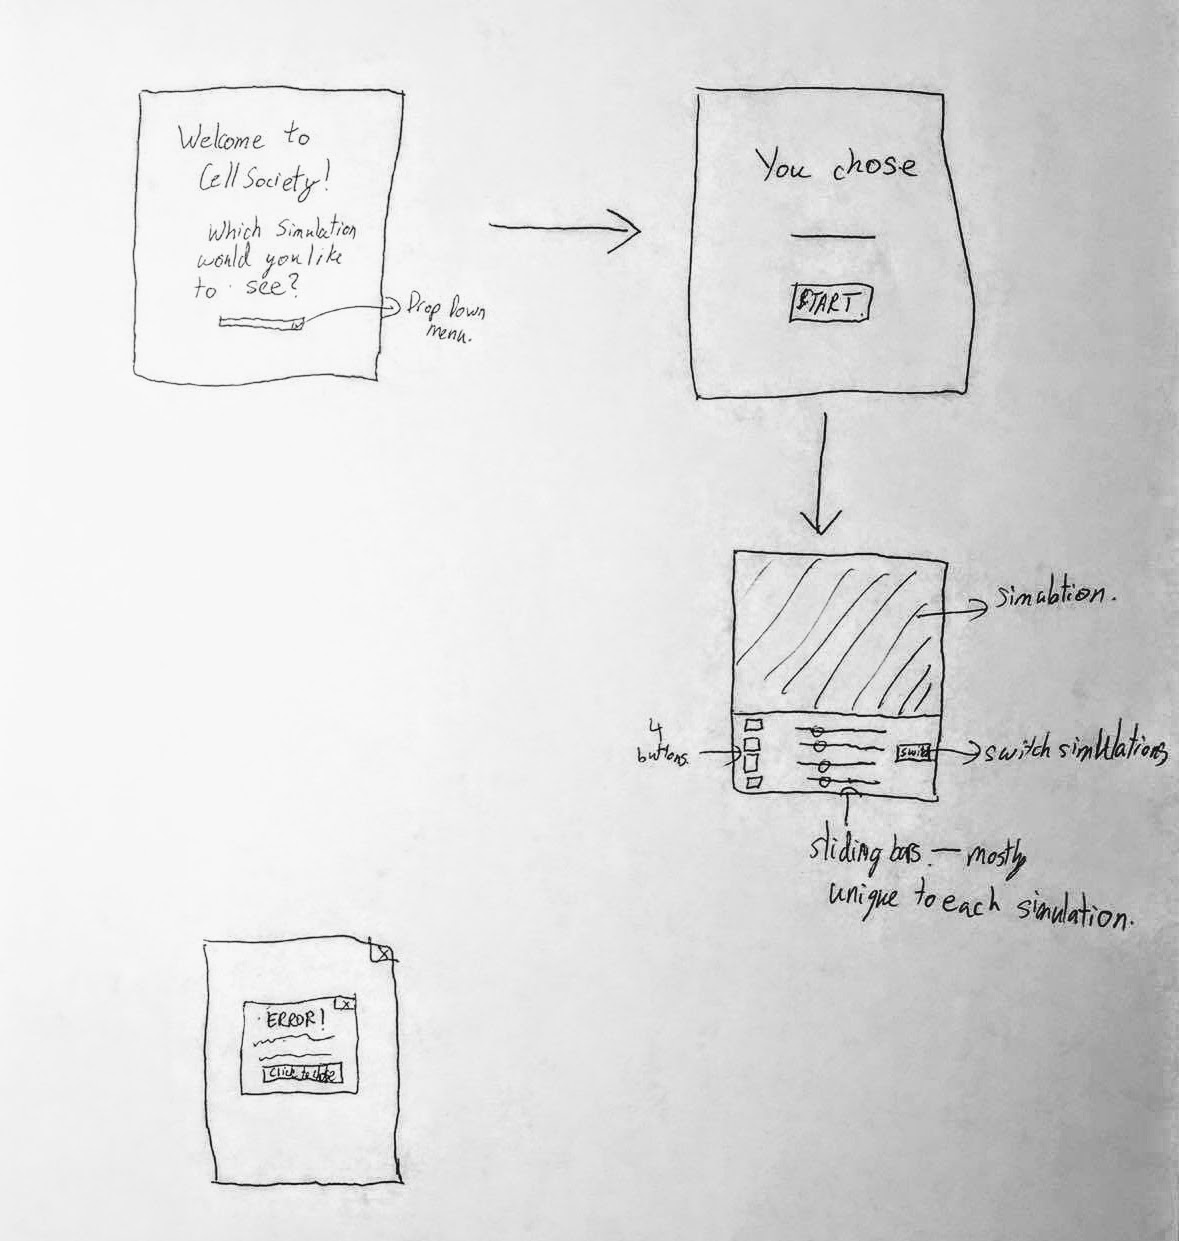 Welcome to
Cell Society!
Which Simulation
would you like
to see?
Drop Down
menu.
You chose
START
simulation.
4
buttons.
switch
switch simulations
sliding bars — mostly
unique to each simulation.
ERROR!
click to close